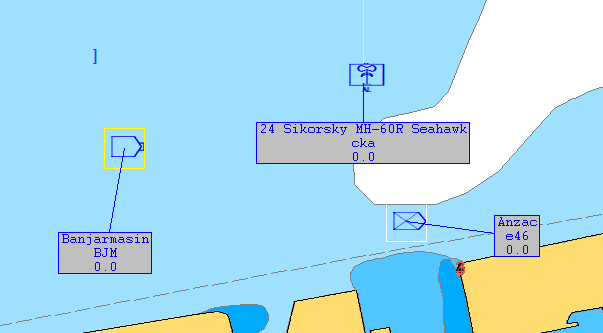 ]
24 Sikorsky MH-60R Seahawk
cka
0.0
Banjarmasin
BJM
0.0
Anzac
e46
0.0